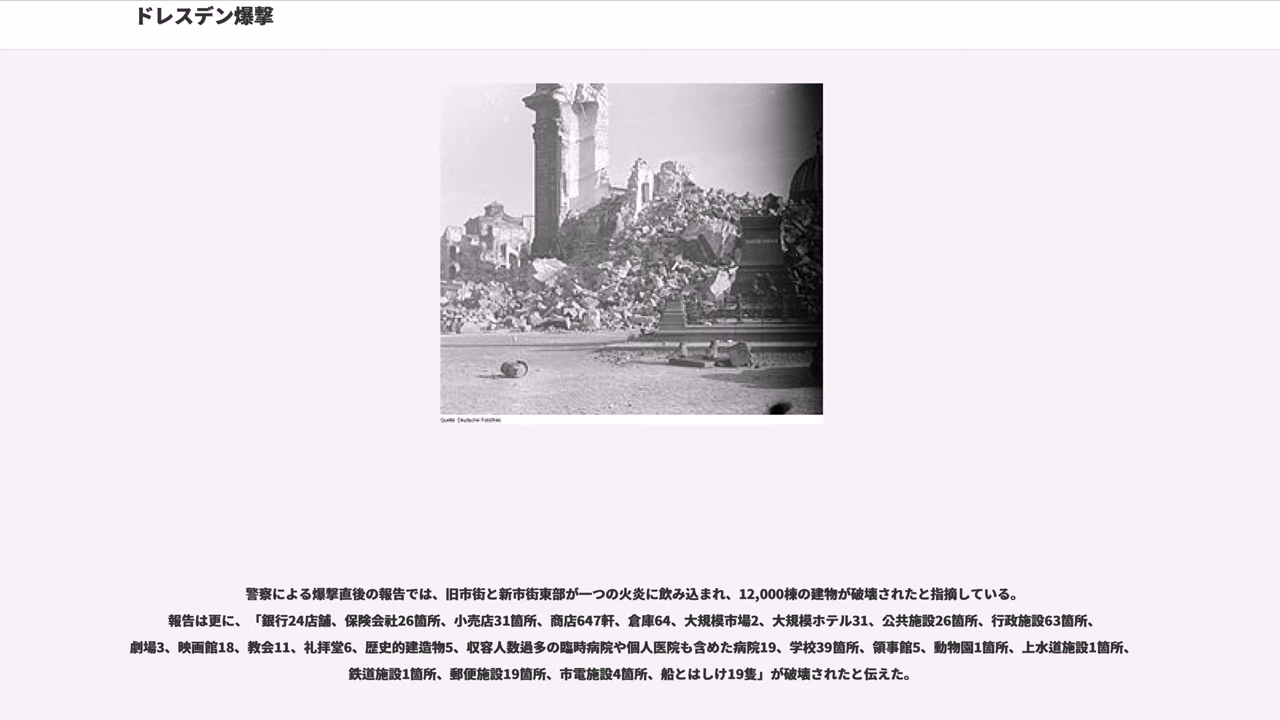 ドレスデン爆撃
Quelle: Deutsche Fotothek
警察による爆撃直後の報告では、旧市街と新市街東部が一つの火炎に飲み込まれ、12,000棟の建物が破壊されたと指摘している。
報告は更に、「銀行24店舗、保険会社26箇所、小売店31箇所、商店647軒、倉庫64、大規模市場2、大規模ホテル31、公共施設26箇所、行政施設63箇所、
劇場3、映画館18、教会11、礼拝堂6、歴史的建造物5、収容人数過多の臨時病院や個人医院も含めた病院19、学校39箇所、領事館5、動物園1箇所、上水道施設1箇所、
鉄道施設1箇所、郵便施設19箇所、市電施設4箇所、船とはしけ19隻」が破壊されたと伝えた。